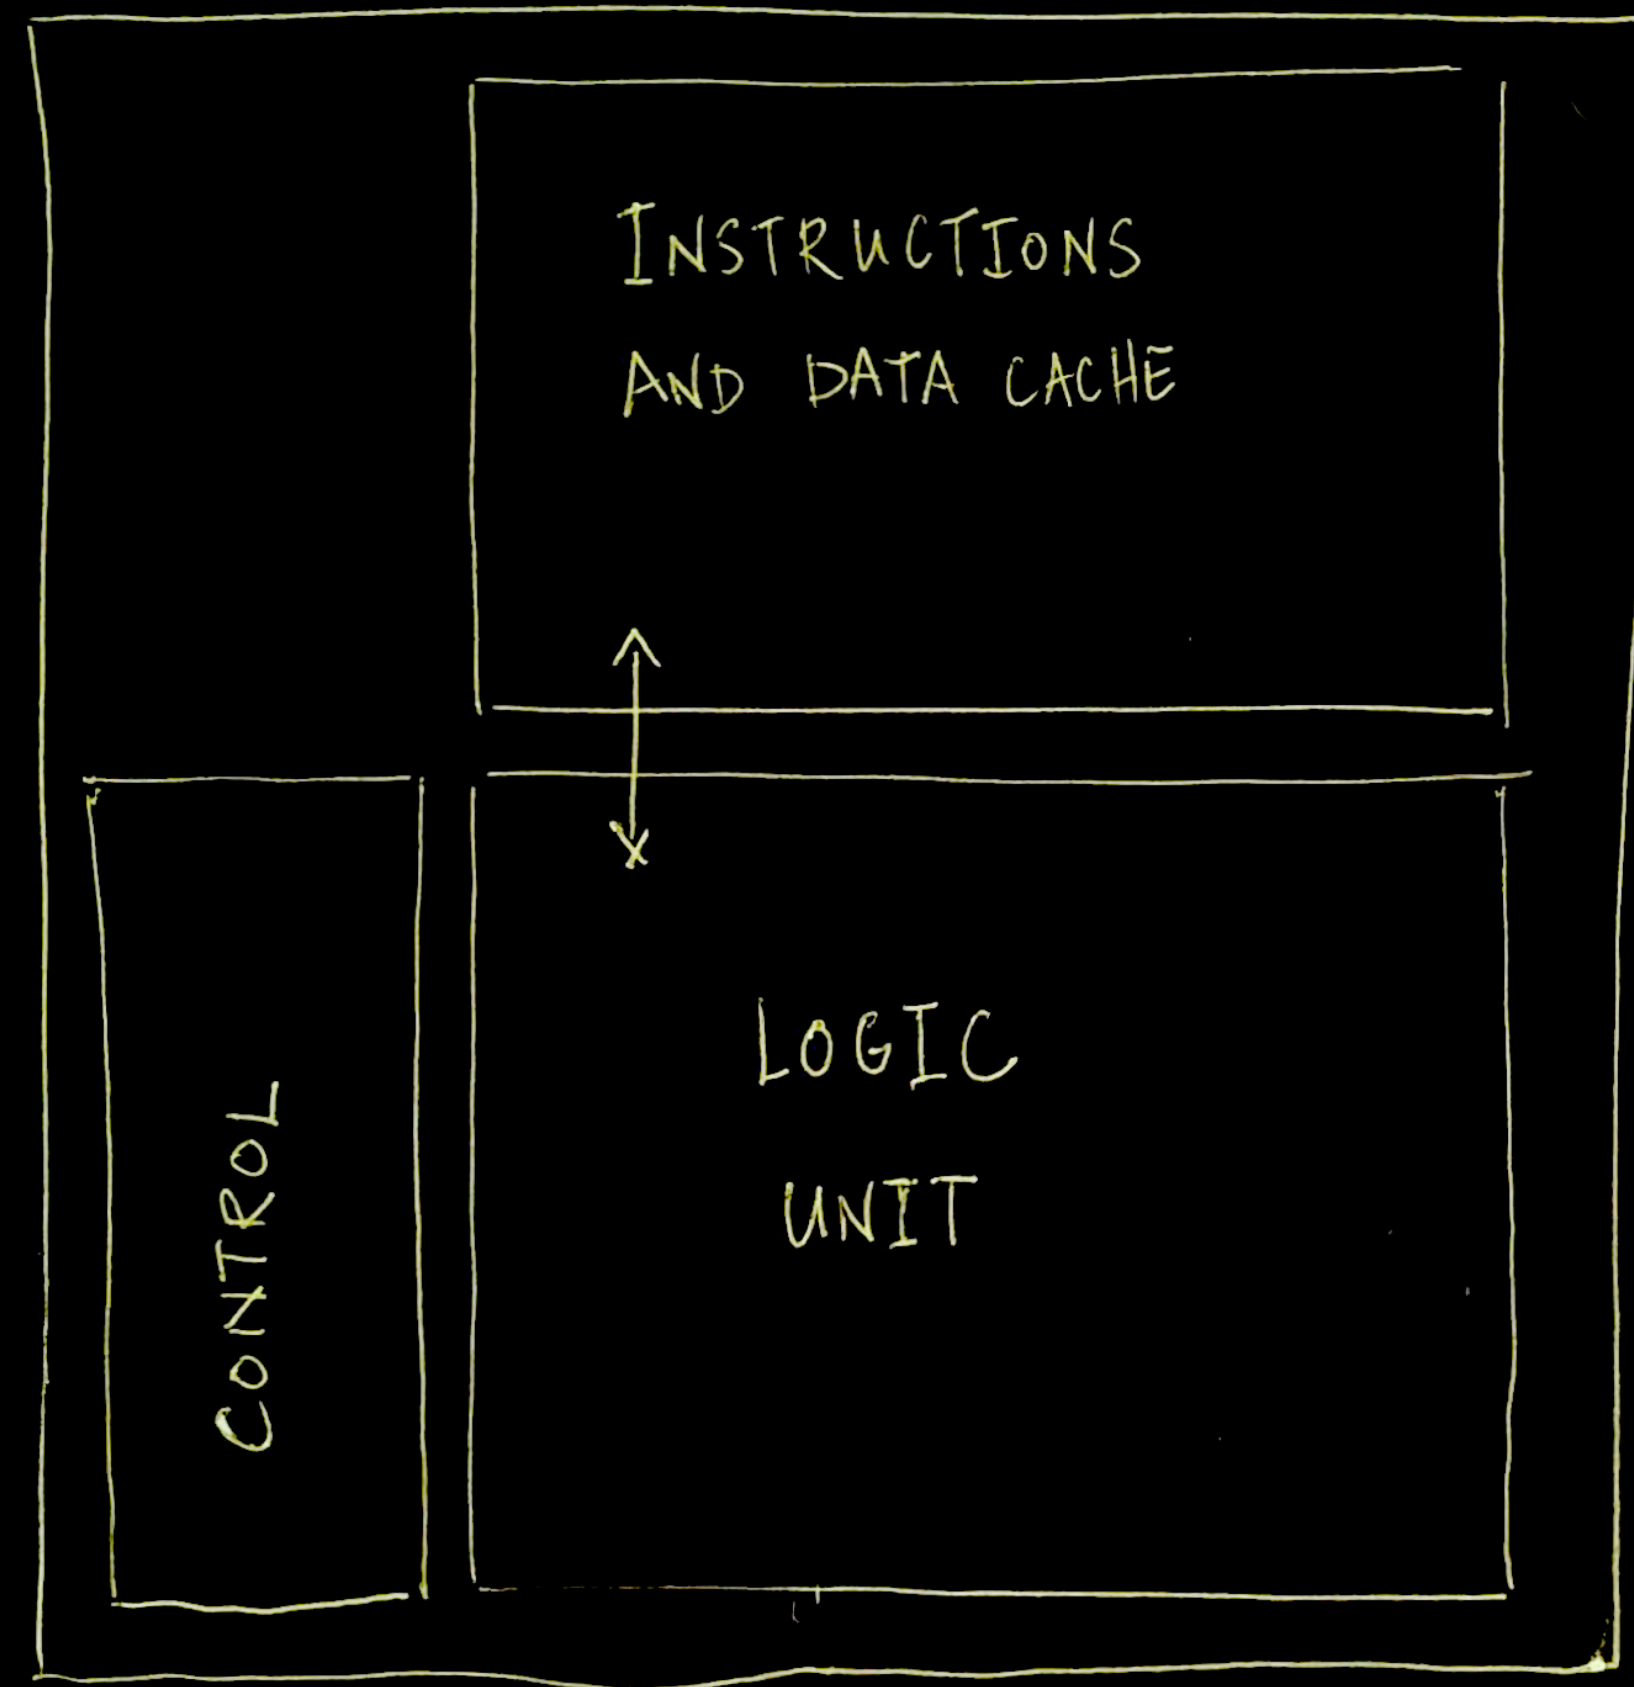 INSTRUCTIONS
AND DATA CACHE
LOGIC
UNIT
CONTROL